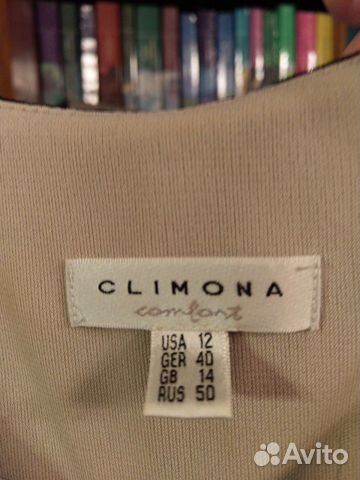 CLIMONA
comfort
USA 12
GER 40
GB 14
RUS 50
Avito